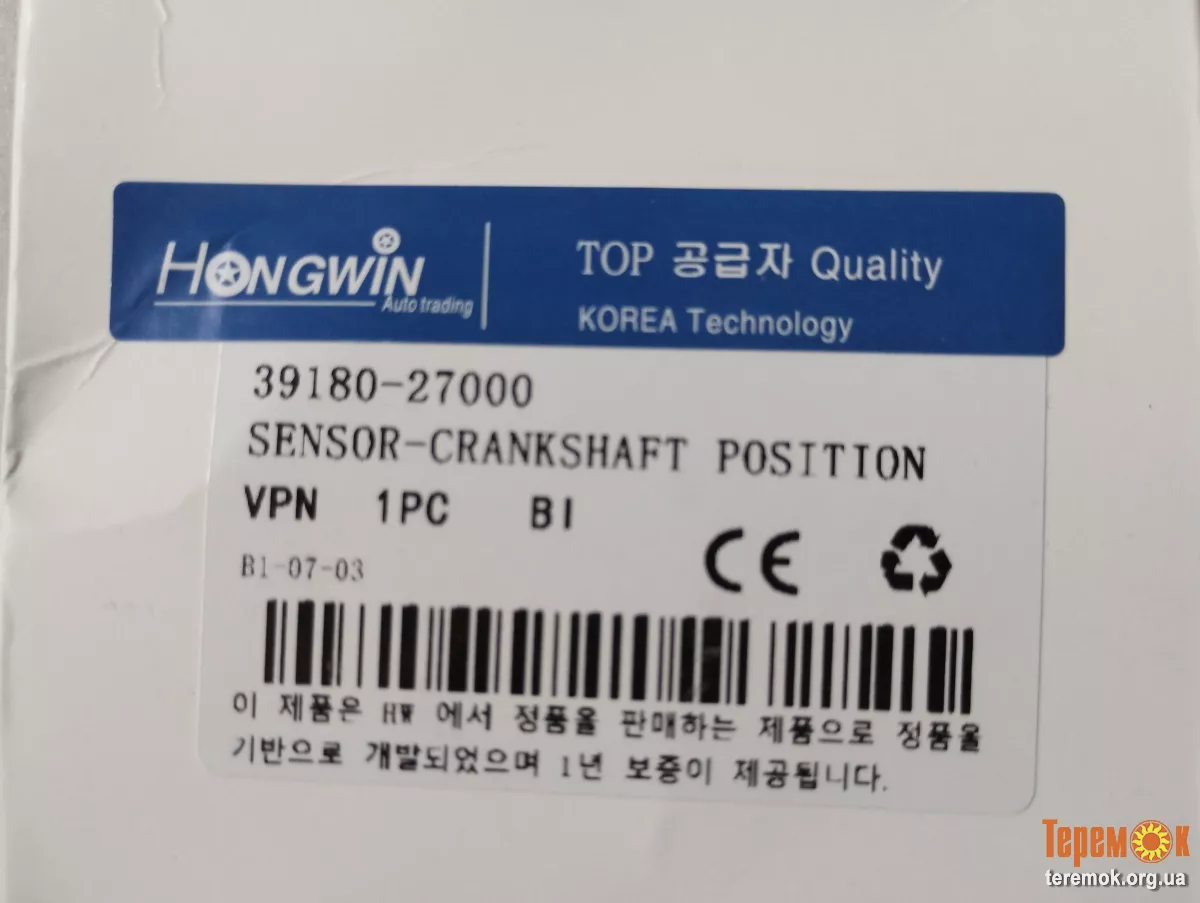 HONGWIN
Auto trading
TOP 공급자 Quality
KOREA Technology
39180-27000
SENSOR-CRANKSHAFT POSITION
VPN 1PC BI
CE
BI-07-03
이 제품은 HW 에서 정품을 판매하는 제품으로 정품을
기반으로 개발되었으며 1년 보증이 제공됩니다.
Теремок
teremok.org.ua